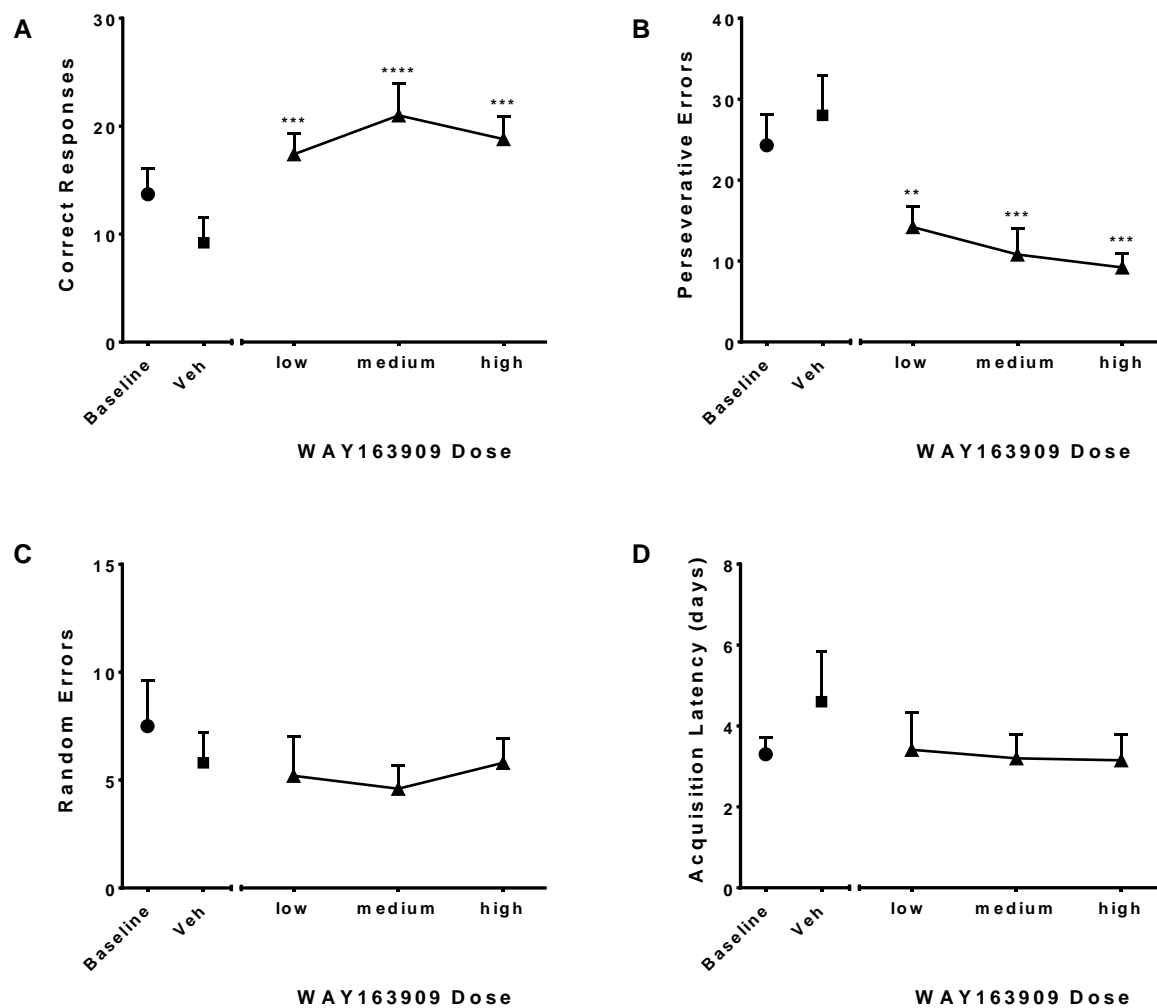 A
Correct Responses
30
20
10
0
***
****
***
Baseline
Veh
low
medium
high
WAY163909 Dose
B
Perseverative Errors
40
30
20
10
0
**
***
***
Baseline
Veh
low
medium
high
WAY163909 Dose
C
Random Errors
15
10
5
0
Baseline
Veh
low
medium
high
WAY163909 Dose
D
Acquisition Latency (days)
8
6
4
2
0
Baseline
Veh
low
medium
high
WAY163909 Dose